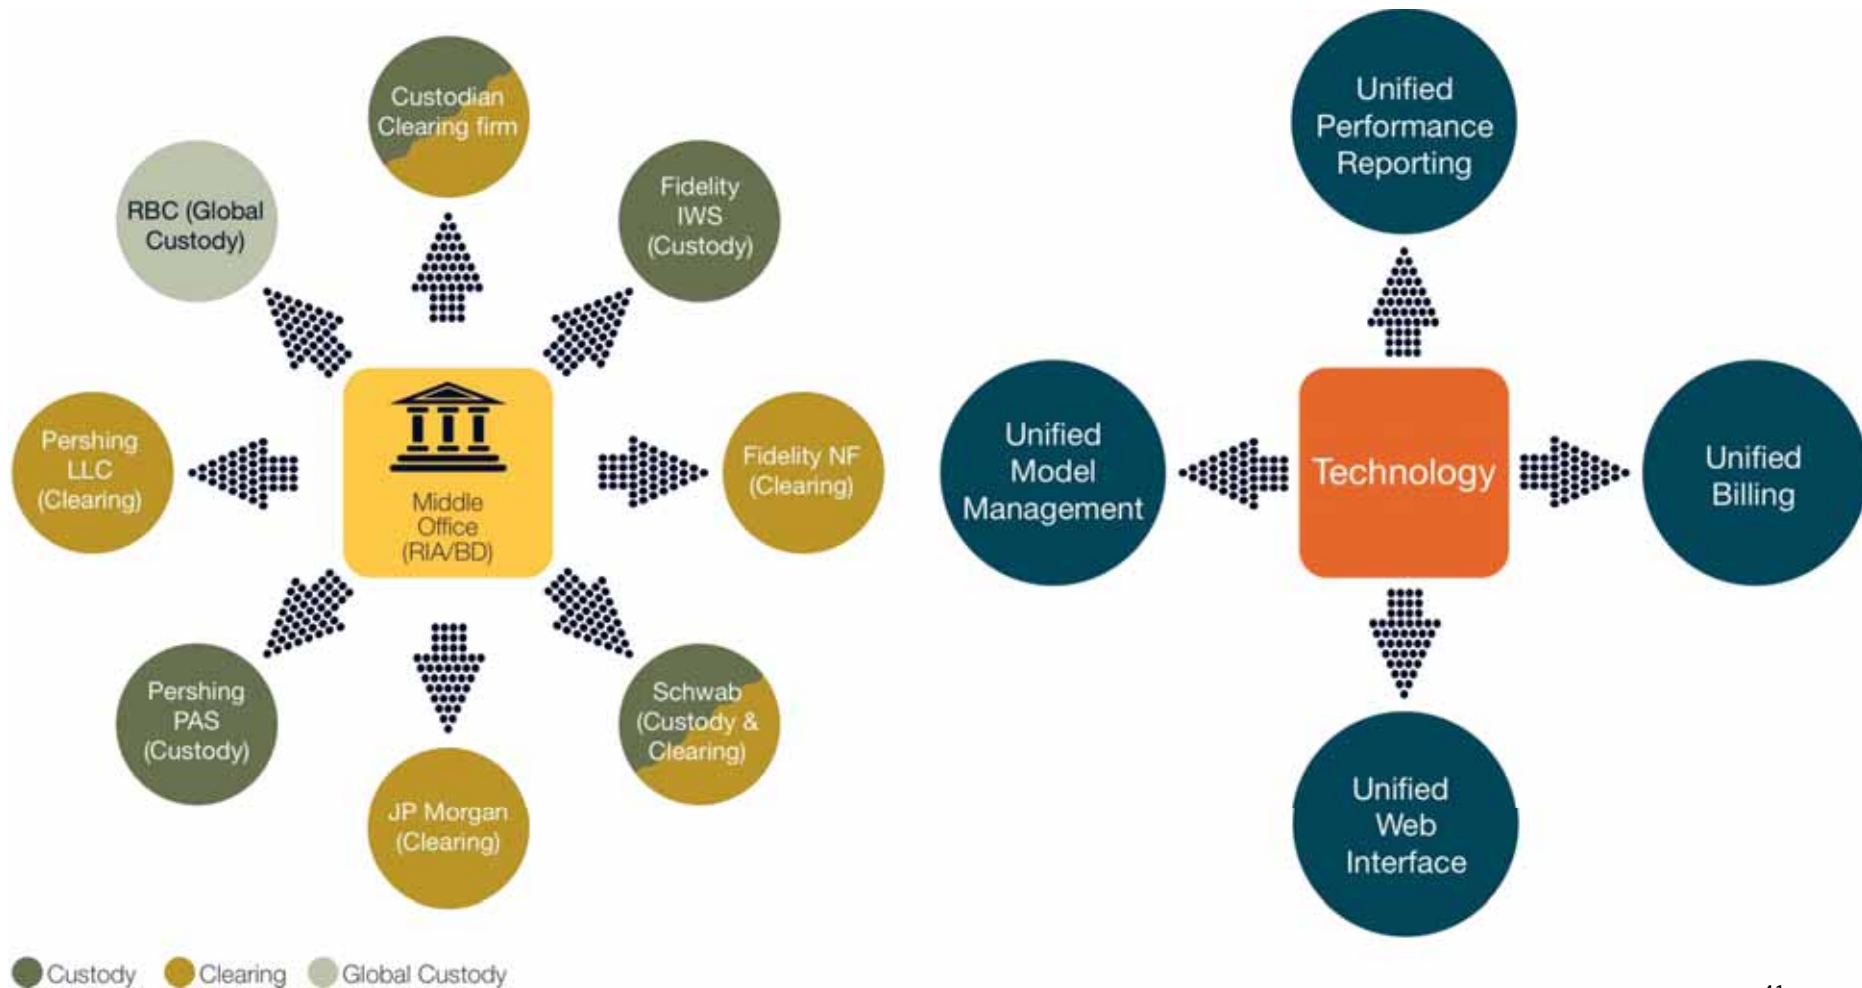 Custodian
Clearing firm
Fidelity
IWS
(Custody)
Fidelity NF
(Clearing)
Schwab
(Custody &
Clearing)
JP Morgan
(Clearing)
Pershing
PAS
(Custody)
Pershing
LLC
(Clearing)
RBC (Global
Custody)
Middle
Office
(RIA/BD)
Custody
Clearing
Global Custody
Unified
Performance
Reporting
Unified
Billing
Unified
Web
Interface
Unified
Model
Management
Technology